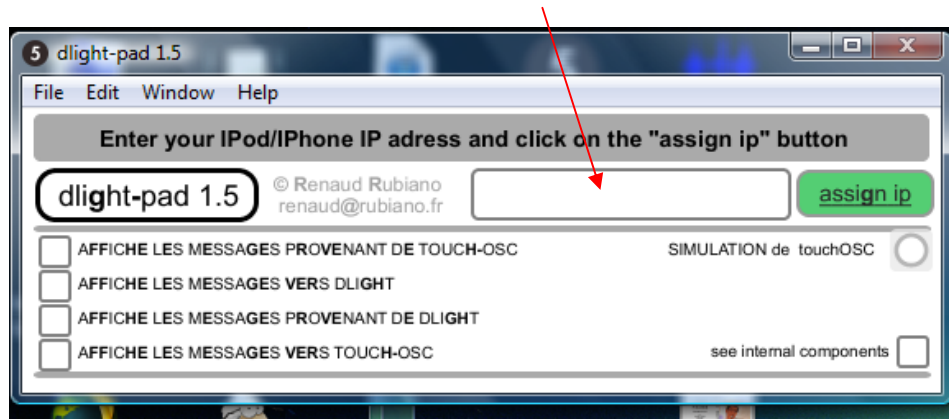 5 dlight-pad 1.5
File Edit Window Help
Enter your IPod/IPhone IP adress and click on the "assign ip" button
dlight-pad 1.5
© Renaud Rubiano
renaud@rubiano.fr
assign ip
AFFICHE LES MESSAGES PROVENANT DE TOUCH-OSC
SIMULATION de touchOSC
AFFICHE LES MESSAGES VERS DLIGHT
AFFICHE LES MESSAGES PROVENANT DE DLIGHT
AFFICHE LES MESSAGES VERS TOUCH-OSC
see internal components